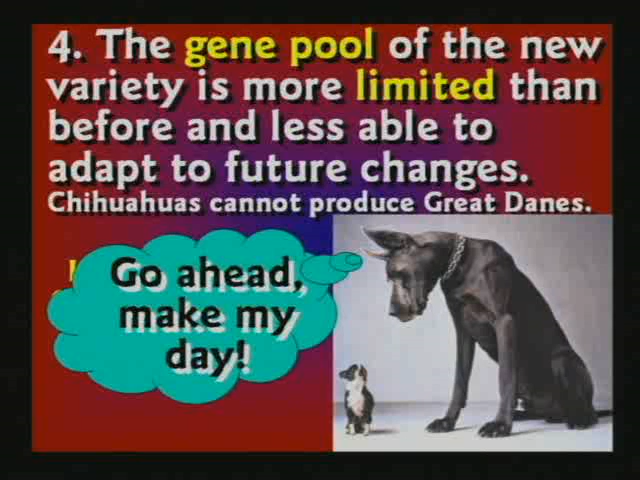 4. The gene pool of the new
variety is more limited than
before and less able to
adapt to future changes.
Chihuahuas cannot produce Great Danes.
Go ahead,
make my
day!